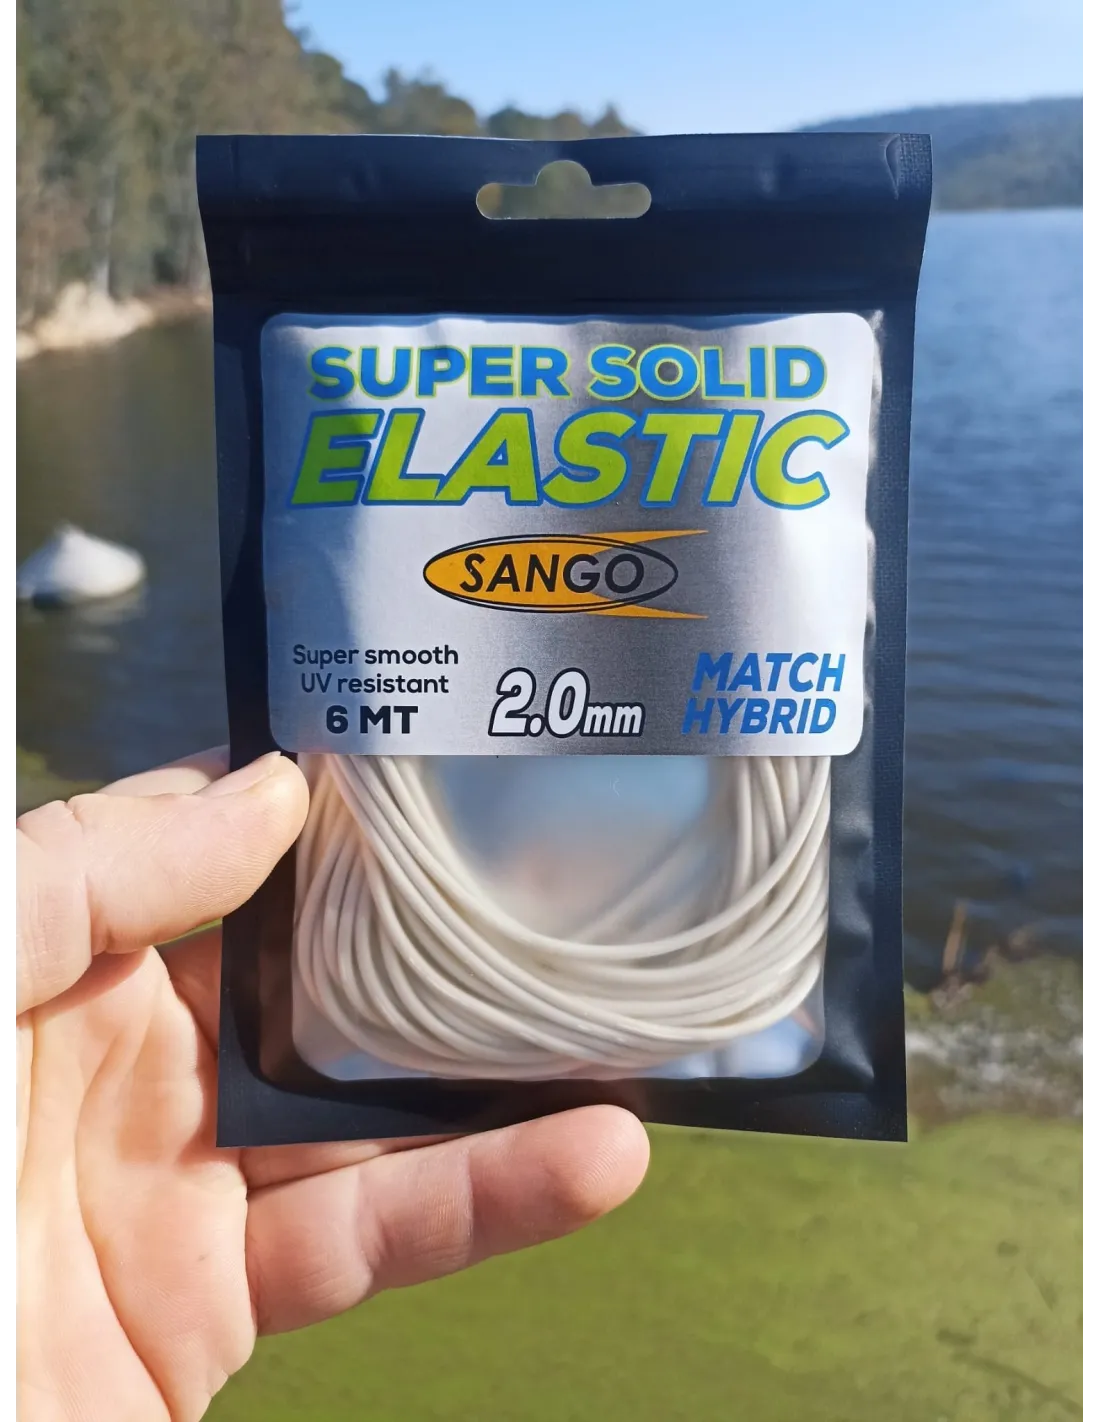 SUPER SOLID
ELASTIC
SANGO
Super smooth
UV resistant
6 MT
2.0mm
MATCH
HYBRID